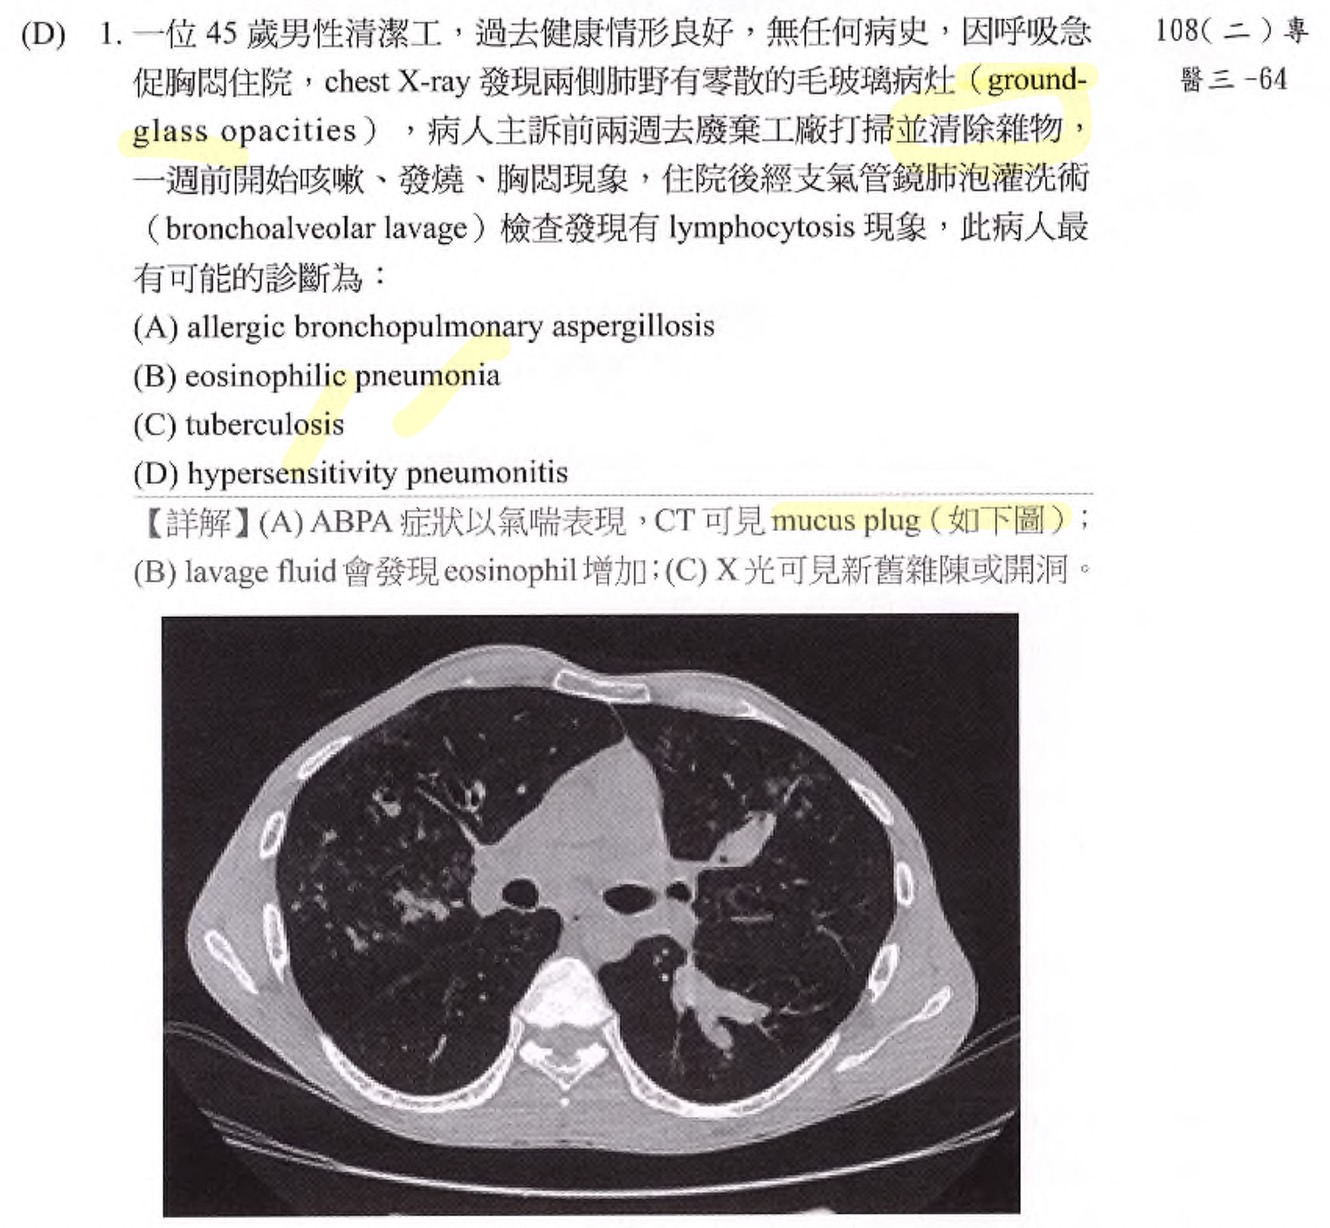 (D) 1. 一位 45 歲男性清潔工，過去健康情形良好，無任何病史，因呼吸急
108(二)專
促胸悶住院，chest X-ray 發現兩側肺野有零散的毛玻璃病灶（ground-
醫三-64
glass opacities），病人主訴前兩週去廢棄工廠打掃並清除雜物，
一週前開始咳嗽、發燒、胸悶現象，住院後經支氣管鏡肺泡灌洗術
（bronchoalveolar lavage）檢查發現有 lymphocytosis 現象，此病人最
有可能的診斷為：
(A) allergic bronchopulmonary aspergillosis
(B) eosinophilic pneumonia
(C) tuberculosis
(D) hypersensitivity pneumonitis
【詳解】(A) ABPA 症狀以氣喘表現，CT 可見 mucus plug（如下圖）；
(B) lavage fluid 會發現 eosinophil 增加；(C) X 光可見新舊雜陳或開洞。